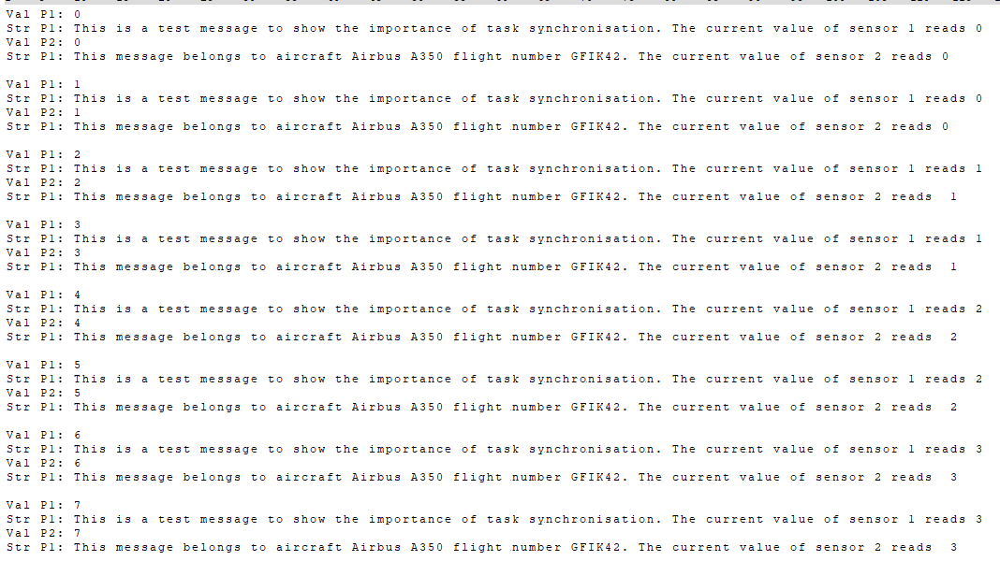 Val P1: 0
Str P1: This is a test message to show the importance of task synchronisation. The current value of sensor 1 reads 0
Val P2: 0
Str P1: This message belongs to aircraft Airbus A350 flight number GFIK42. The current value of sensor 2 reads 0

Val P1: 1
Str P1: This is a test message to show the importance of task synchronisation. The current value of sensor 1 reads 0
Val P2: 1
Str P1: This message belongs to aircraft Airbus A350 flight number GFIK42. The current value of sensor 2 reads 0

Val P1: 2
Str P1: This is a test message to show the importance of task synchronisation. The current value of sensor 1 reads 1
Val P2: 2
Str P1: This message belongs to aircraft Airbus A350 flight number GFIK42. The current value of sensor 2 reads  1

Val P1: 3
Str P1: This is a test message to show the importance of task synchronisation. The current value of sensor 1 reads 1
Val P2: 3
Str P1: This message belongs to aircraft Airbus A350 flight number GFIK42. The current value of sensor 2 reads  1

Val P1: 4
Str P1: This is a test message to show the importance of task synchronisation. The current value of sensor 1 reads 2
Val P2: 4
Str P1: This message belongs to aircraft Airbus A350 flight number GFIK42. The current value of sensor 2 reads  2

Val P1: 5
Str P1: This is a test message to show the importance of task synchronisation. The current value of sensor 1 reads 2
Val P2: 5
Str P1: This message belongs to aircraft Airbus A350 flight number GFIK42. The current value of sensor 2 reads  2

Val P1: 6
Str P1: This is a test message to show the importance of task synchronisation. The current value of sensor 1 reads 3
Val P2: 6
Str P1: This message belongs to aircraft Airbus A350 flight number GFIK42. The current value of sensor 2 reads  3

Val P1: 7
Str P1: This is a test message to show the importance of task synchronisation. The current value of sensor 1 reads 3
Val P2: 7
Str P1: This message belongs to aircraft Airbus A350 flight number GFIK42. The current value of sensor 2 reads  3